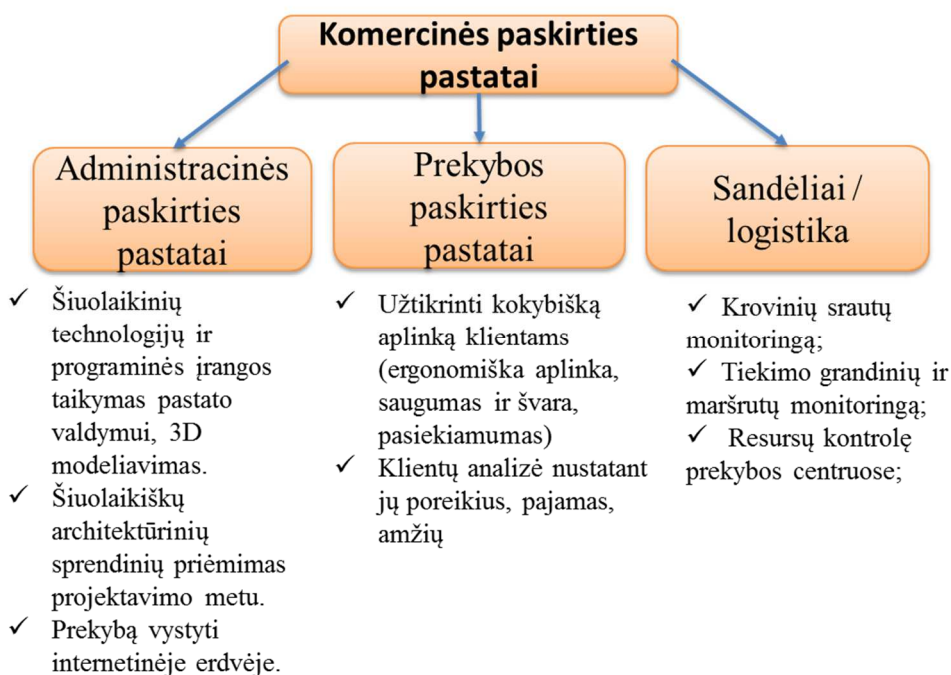 Komercinės paskirties
pastatai
Administracinės
paskirties
pastatai
Prekybos
paskirties
pastatai
Sandėliai /
logistika
✓ Šiuolaikinių
technologijų ir
programinės įrangos
taikymas pastato
valdymui, 3D
modeliavimas.
✓ Šiuolaikiškų
architektūrinių
sprendinių priėmimas
projektavimo metu.
✓ Prekybą vystyti
internetinėje erdvėje.
✓ Užtikrinti kokybišką
aplinką klientams
(ergonomiška aplinka,
saugumas ir švara,
pasiekiamumas)
✓ Klientų analizė nustatant
jų poreikius, pajamas,
amžių
✓ Krovinių srautų
monitoringą;
✓ Tiekimo grandinių ir
maršrutų monitoringą;
✓ Resursų kontrolę
prekybos centruose;